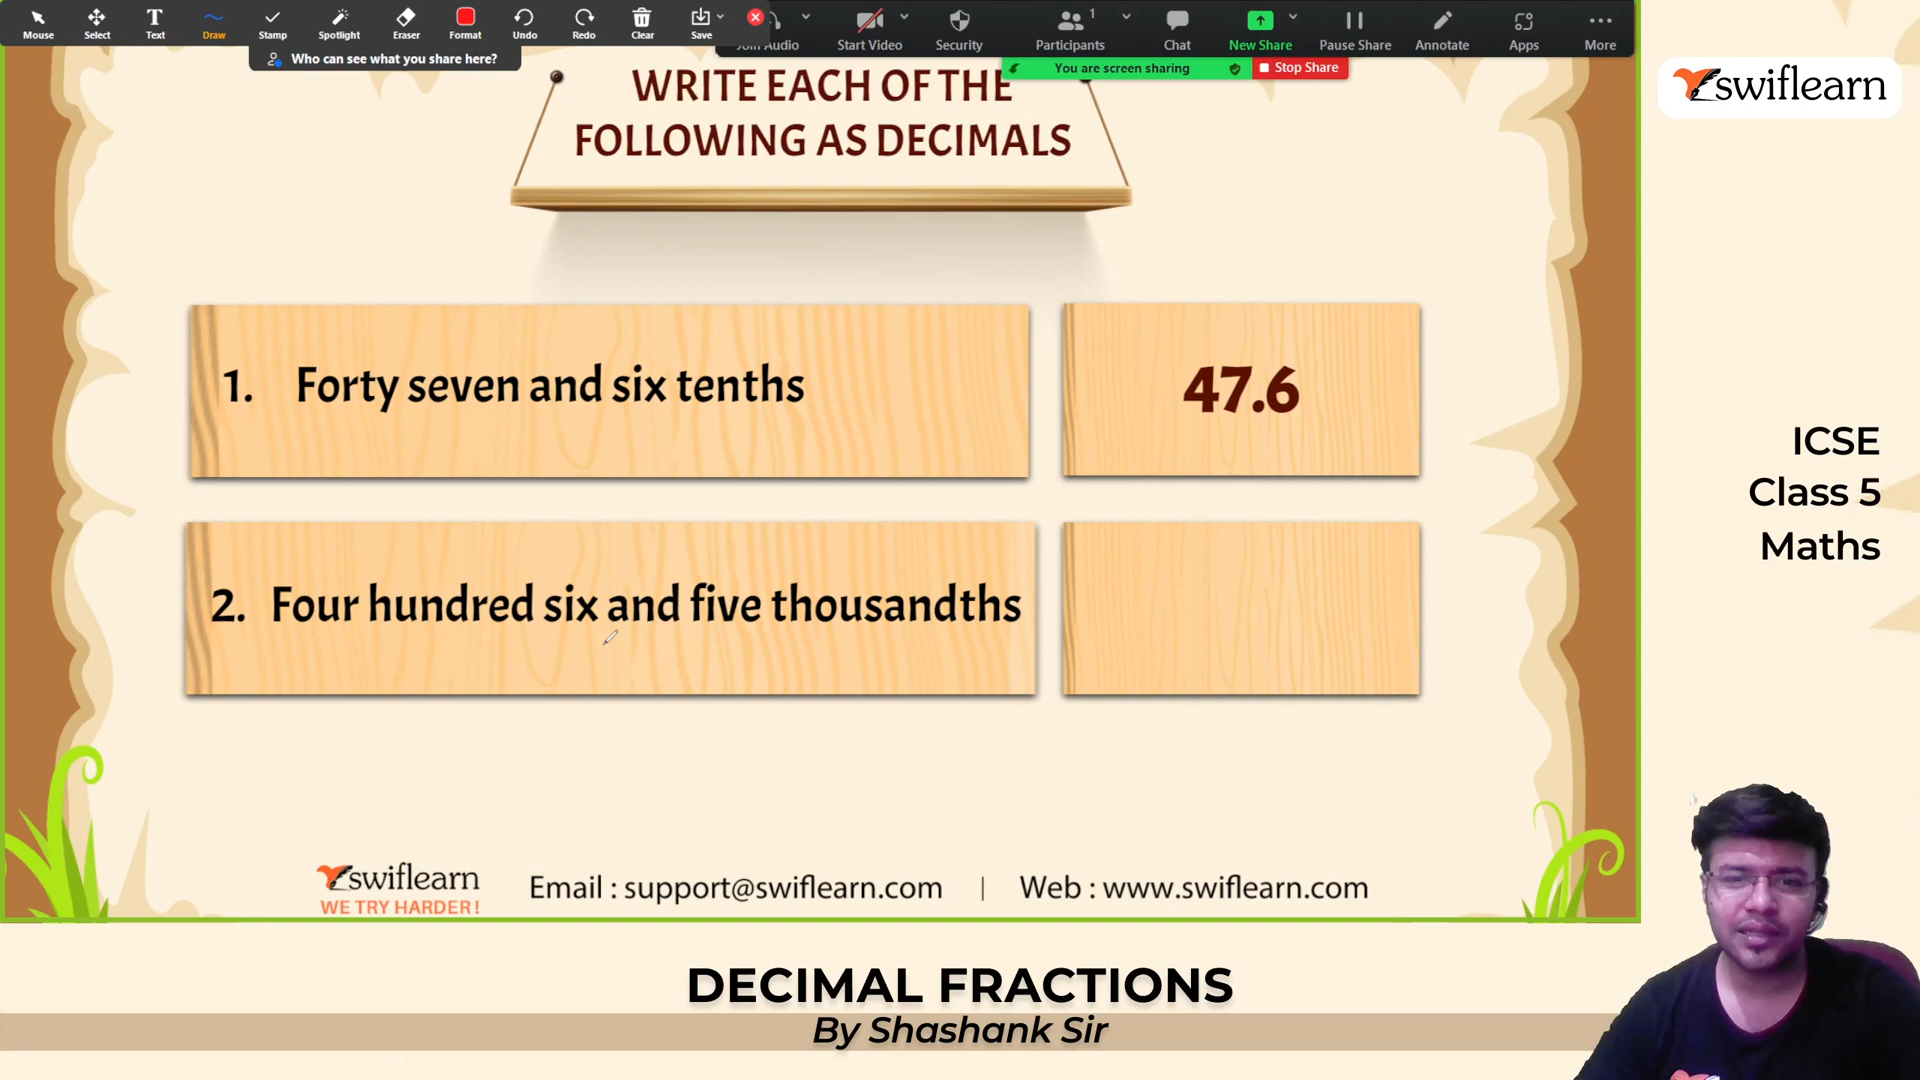 Mouse Select Text Draw Stamp Spotlight Eraser Format Undo Redo Clear Save
Audio Start Video Security Participants 1 Chat New Share Pause Share Annotate Apps More
Who can see what you share here?
You are screen sharing Stop Share
swiflearn
WRITE EACH OF THE
FOLLOWING AS DECIMALS
1. Forty seven and six tenths
47.6
2. Four hundred six and five thousandths
ICSE
Class 5
Maths
swiflearn
WE TRY HARDER!
Email : support@swiflearn.com | Web : www.swiflearn.com
DECIMAL FRACTIONS
By Shashank Sir